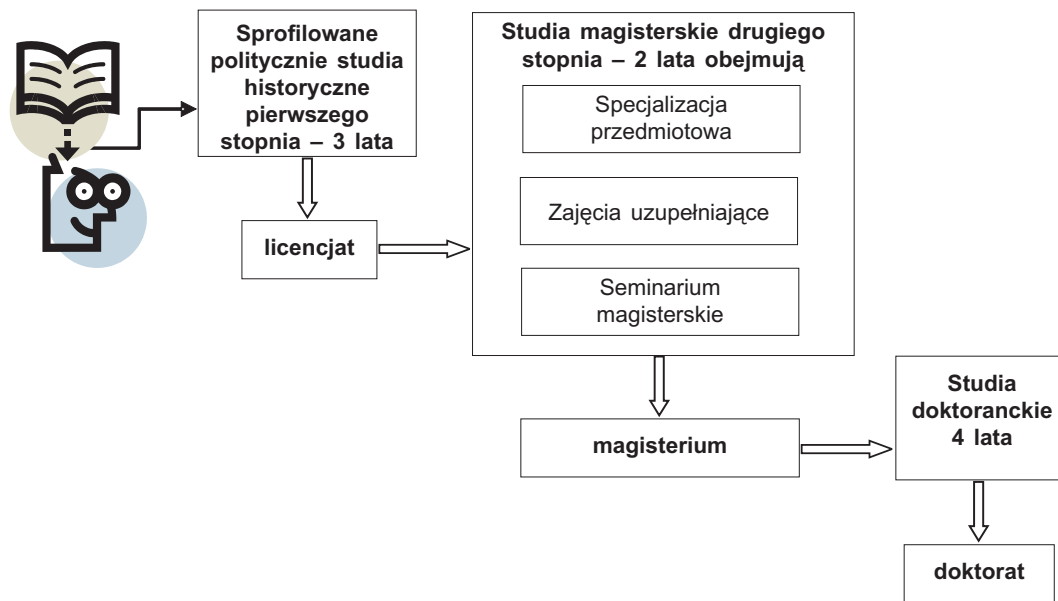 Sprofilowane
politycznie studia
historyczne
pierwszego
stopnia – 3 lata
licencjat
Studia magisterskie drugiego
stopnia – 2 lata obejmują
Specjalizacja
przedmiotowa
Zajęcia uzupełniające
Seminarium
magisterskie
magisterium
Studia
doktoranckie
4 lata
doktorat